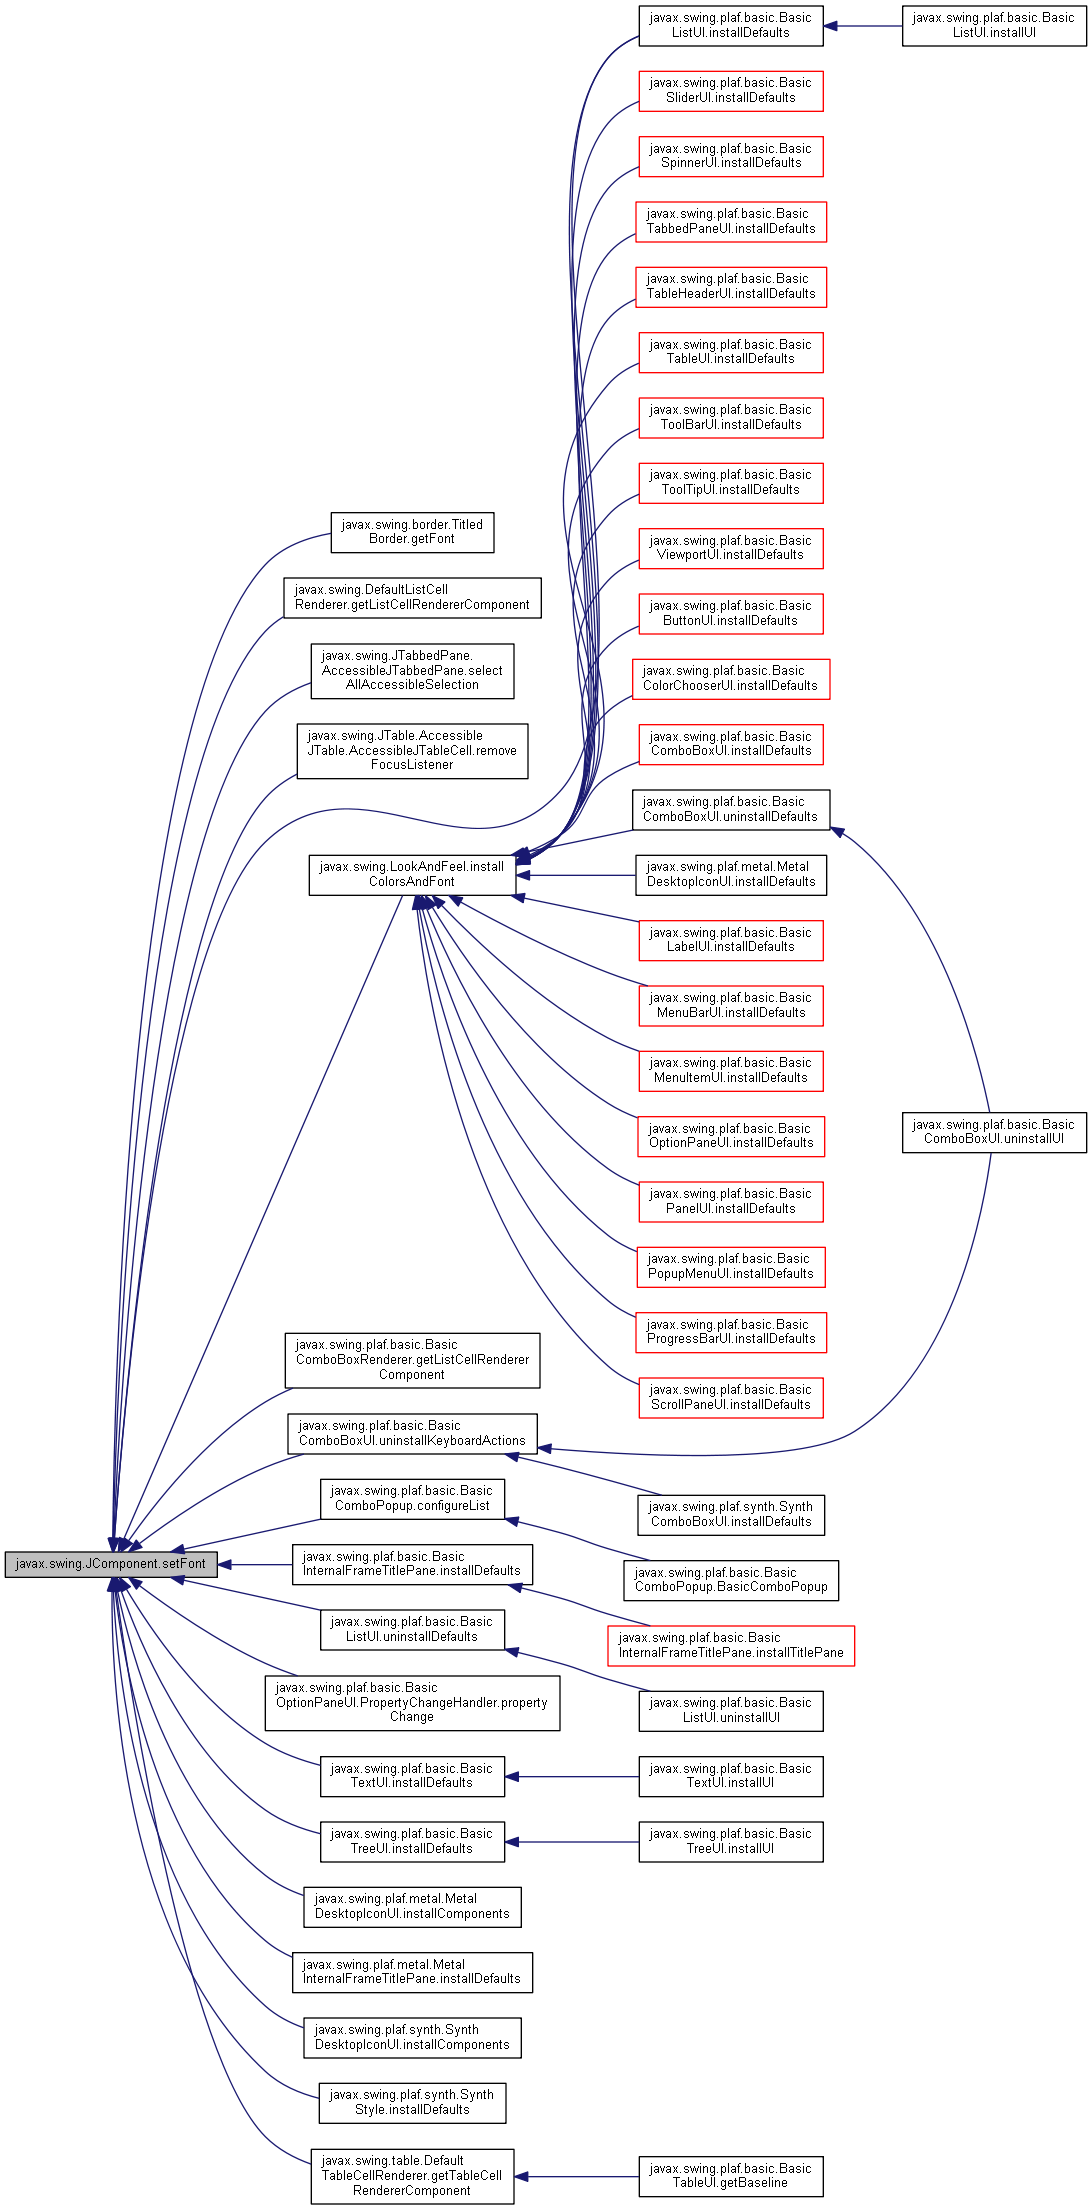 javax.swing.plaf.basic.Basic
ListUI.installDefaults
javax.swing.plaf.basic.Basic
ListUI.installUI
javax.swing.plaf.basic.Basic
SliderUI.installDefaults
javax.swing.plaf.basic.Basic
SpinnerUI.installDefaults
javax.swing.plaf.basic.Basic
TabbedPaneUI.installDefaults
javax.swing.plaf.basic.Basic
TableHeaderUI.installDefaults
javax.swing.plaf.basic.Basic
TableUI.installDefaults
javax.swing.plaf.basic.Basic
ToolBarUI.installDefaults
javax.swing.plaf.basic.Basic
ToolTipUI.installDefaults
javax.swing.border.Titled
Border.getFont
javax.swing.plaf.basic.Basic
ViewportUI.installDefaults
javax.swing.DefaultListCell
Renderer.getListCellRendererComponent
javax.swing.plaf.basic.Basic
ButtonUI.installDefaults
javax.swing.JTabbedPane.
AccessibleJTabbedPane.select
AllAccessibleSelection
javax.swing.plaf.basic.Basic
ColorChooserUI.installDefaults
javax.swing.JTable.Accessible
JTable.AccessibleJTableCell.remove
FocusListener
javax.swing.plaf.basic.Basic
ComboBoxUI.installDefaults
javax.swing.plaf.basic.Basic
ComboBoxUI.uninstallDefaults
javax.swing.LookAndFeel.install
ColorsAndFont
javax.swing.plaf.metal.Metal
DesktopIconUI.installDefaults
javax.swing.plaf.basic.Basic
LabelUI.installDefaults
javax.swing.plaf.basic.Basic
MenuBarUI.installDefaults
javax.swing.plaf.basic.Basic
MenuItemUI.installDefaults
javax.swing.plaf.basic.Basic
OptionPaneUI.installDefaults
javax.swing.plaf.basic.Basic
ComboBoxUI.uninstallUI
javax.swing.plaf.basic.Basic
PanelUI.installDefaults
javax.swing.plaf.basic.Basic
PopupMenuUI.installDefaults
javax.swing.plaf.basic.Basic
ProgressBarUI.installDefaults
javax.swing.plaf.basic.Basic
ComboBoxRenderer.getListCellRenderer
Component
javax.swing.plaf.basic.Basic
ScrollPaneUI.installDefaults
javax.swing.plaf.basic.Basic
ComboBoxUI.uninstallKeyboardActions
javax.swing.plaf.basic.Basic
ComboPopup.configureList
javax.swing.plaf.synth.Synth
ComboBoxUI.installDefaults
javax.swing.JComponent.setFont
javax.swing.plaf.basic.Basic
InternalFrameTitlePane.installDefaults
javax.swing.plaf.basic.Basic
ComboPopup.BasicComboPopup
javax.swing.plaf.basic.Basic
ListUI.uninstallDefaults
javax.swing.plaf.basic.Basic
InternalFrameTitlePane.installTitlePane
javax.swing.plaf.basic.Basic
OptionPaneUI.PropertyChangeHandler.property
Change
javax.swing.plaf.basic.Basic
ListUI.uninstallUI
javax.swing.plaf.basic.Basic
TextUI.installDefaults
javax.swing.plaf.basic.Basic
TextUI.installUI
javax.swing.plaf.basic.Basic
TreeUI.installDefaults
javax.swing.plaf.basic.Basic
TreeUI.installUI
javax.swing.plaf.metal.Metal
DesktopIconUI.installComponents
javax.swing.plaf.metal.Metal
InternalFrameTitlePane.installDefaults
javax.swing.plaf.synth.Synth
DesktopIconUI.installComponents
javax.swing.plaf.synth.Synth
Style.installDefaults
javax.swing.table.Default
TableCellRenderer.getTableCell
RendererComponent
javax.swing.plaf.basic.Basic
TableUI.getBaseline